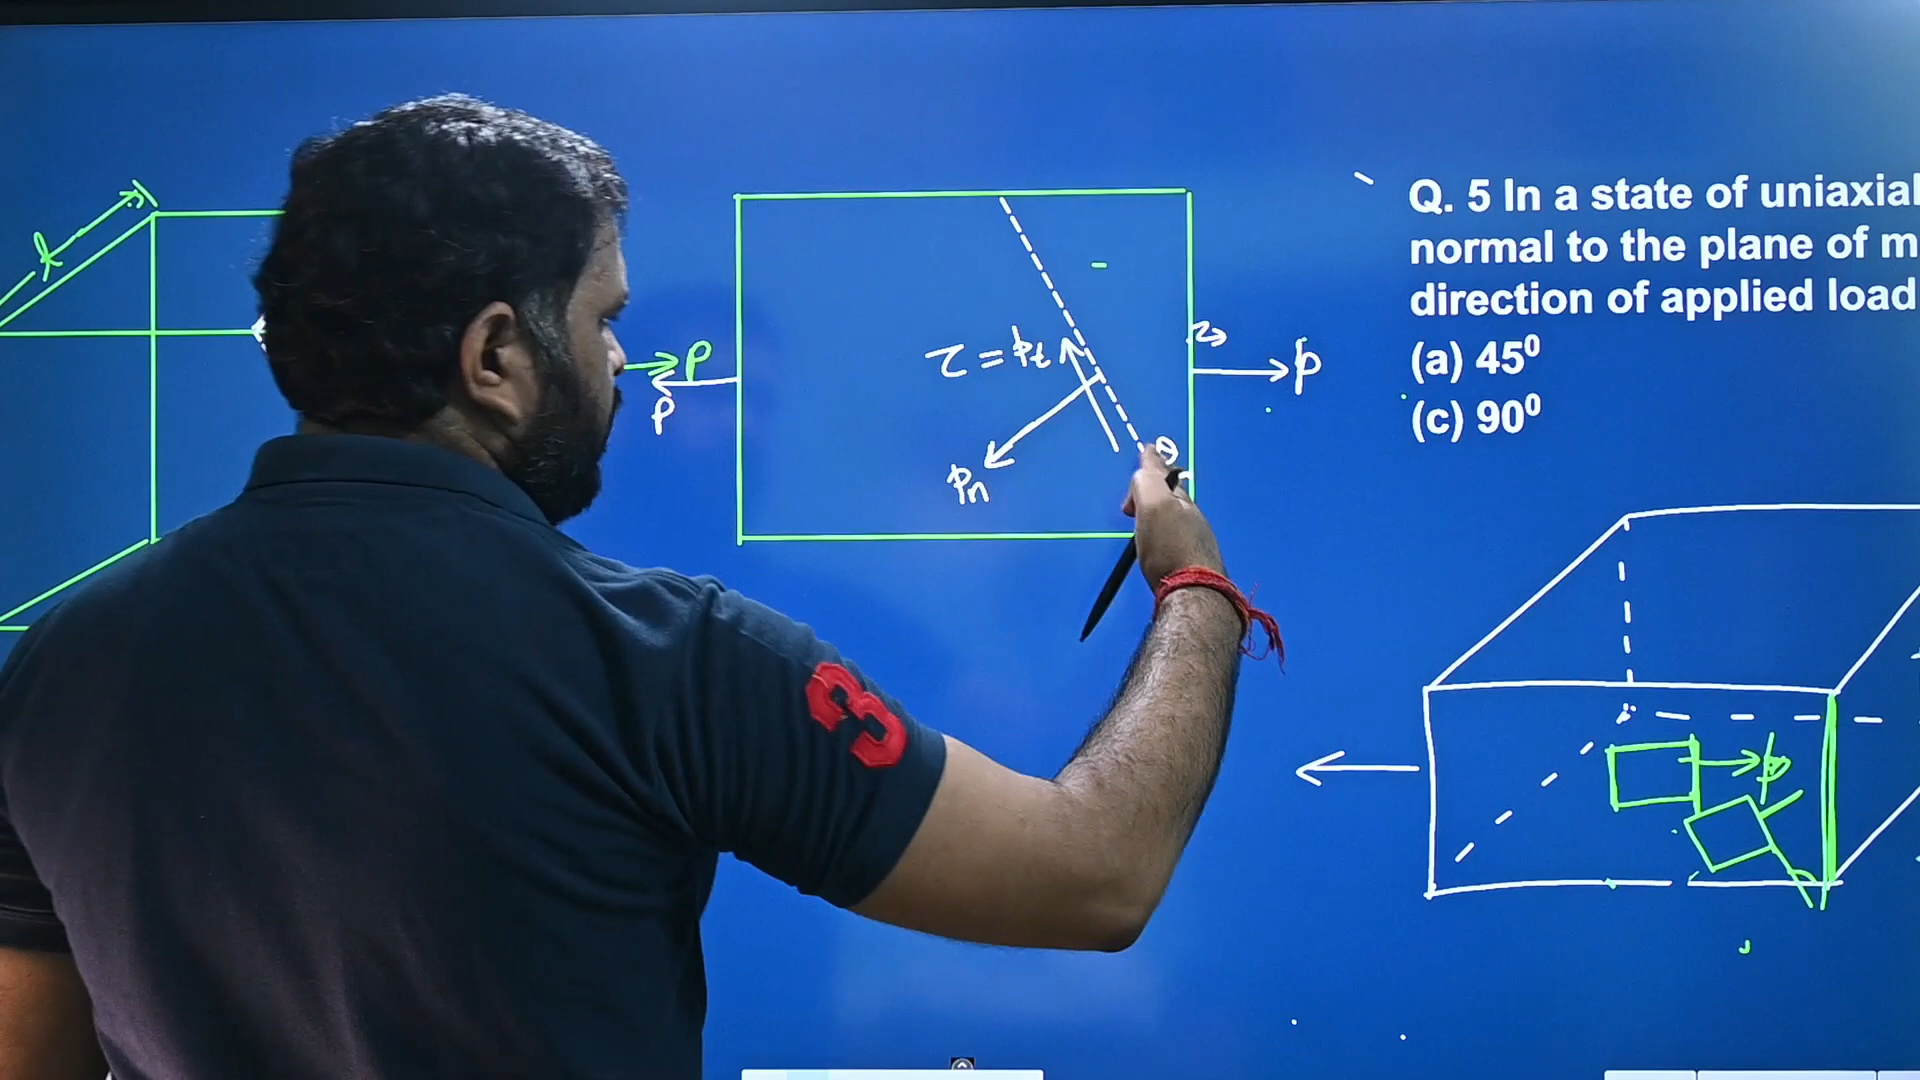 k
P
p
τ = pt
pn
θ
p
Q. 5 In a state of uniaxial
normal to the plane of m
direction of applied load
(a) 45⁰
(c) 90⁰
p
3